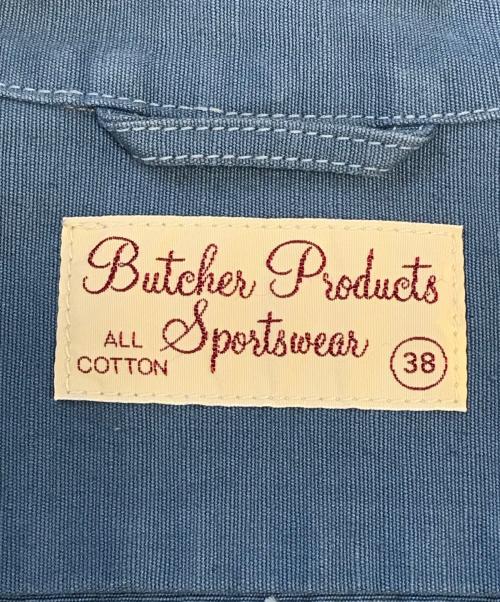 Butcher Products
Sportswear
ALL
COTTON
38